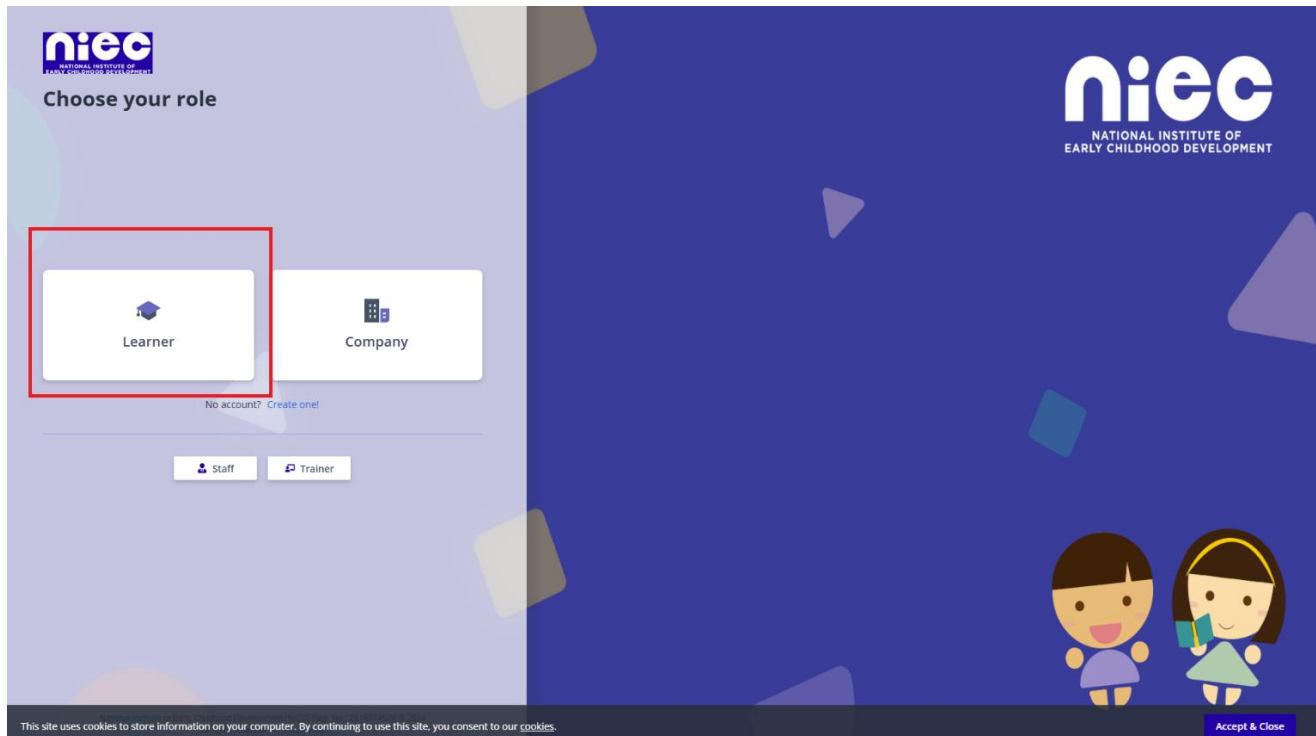 niec
NATIONAL INSTITUTE OF
EARLY CHILDHOOD DEVELOPMENT
Choose your role
Learner
Company
No account? Create one!
Staff
Trainer
niec
NATIONAL INSTITUTE OF
EARLY CHILDHOOD DEVELOPMENT
This site uses cookies to store information on your computer. By continuing to use this site, you consent to our cookies.
Accept & Close